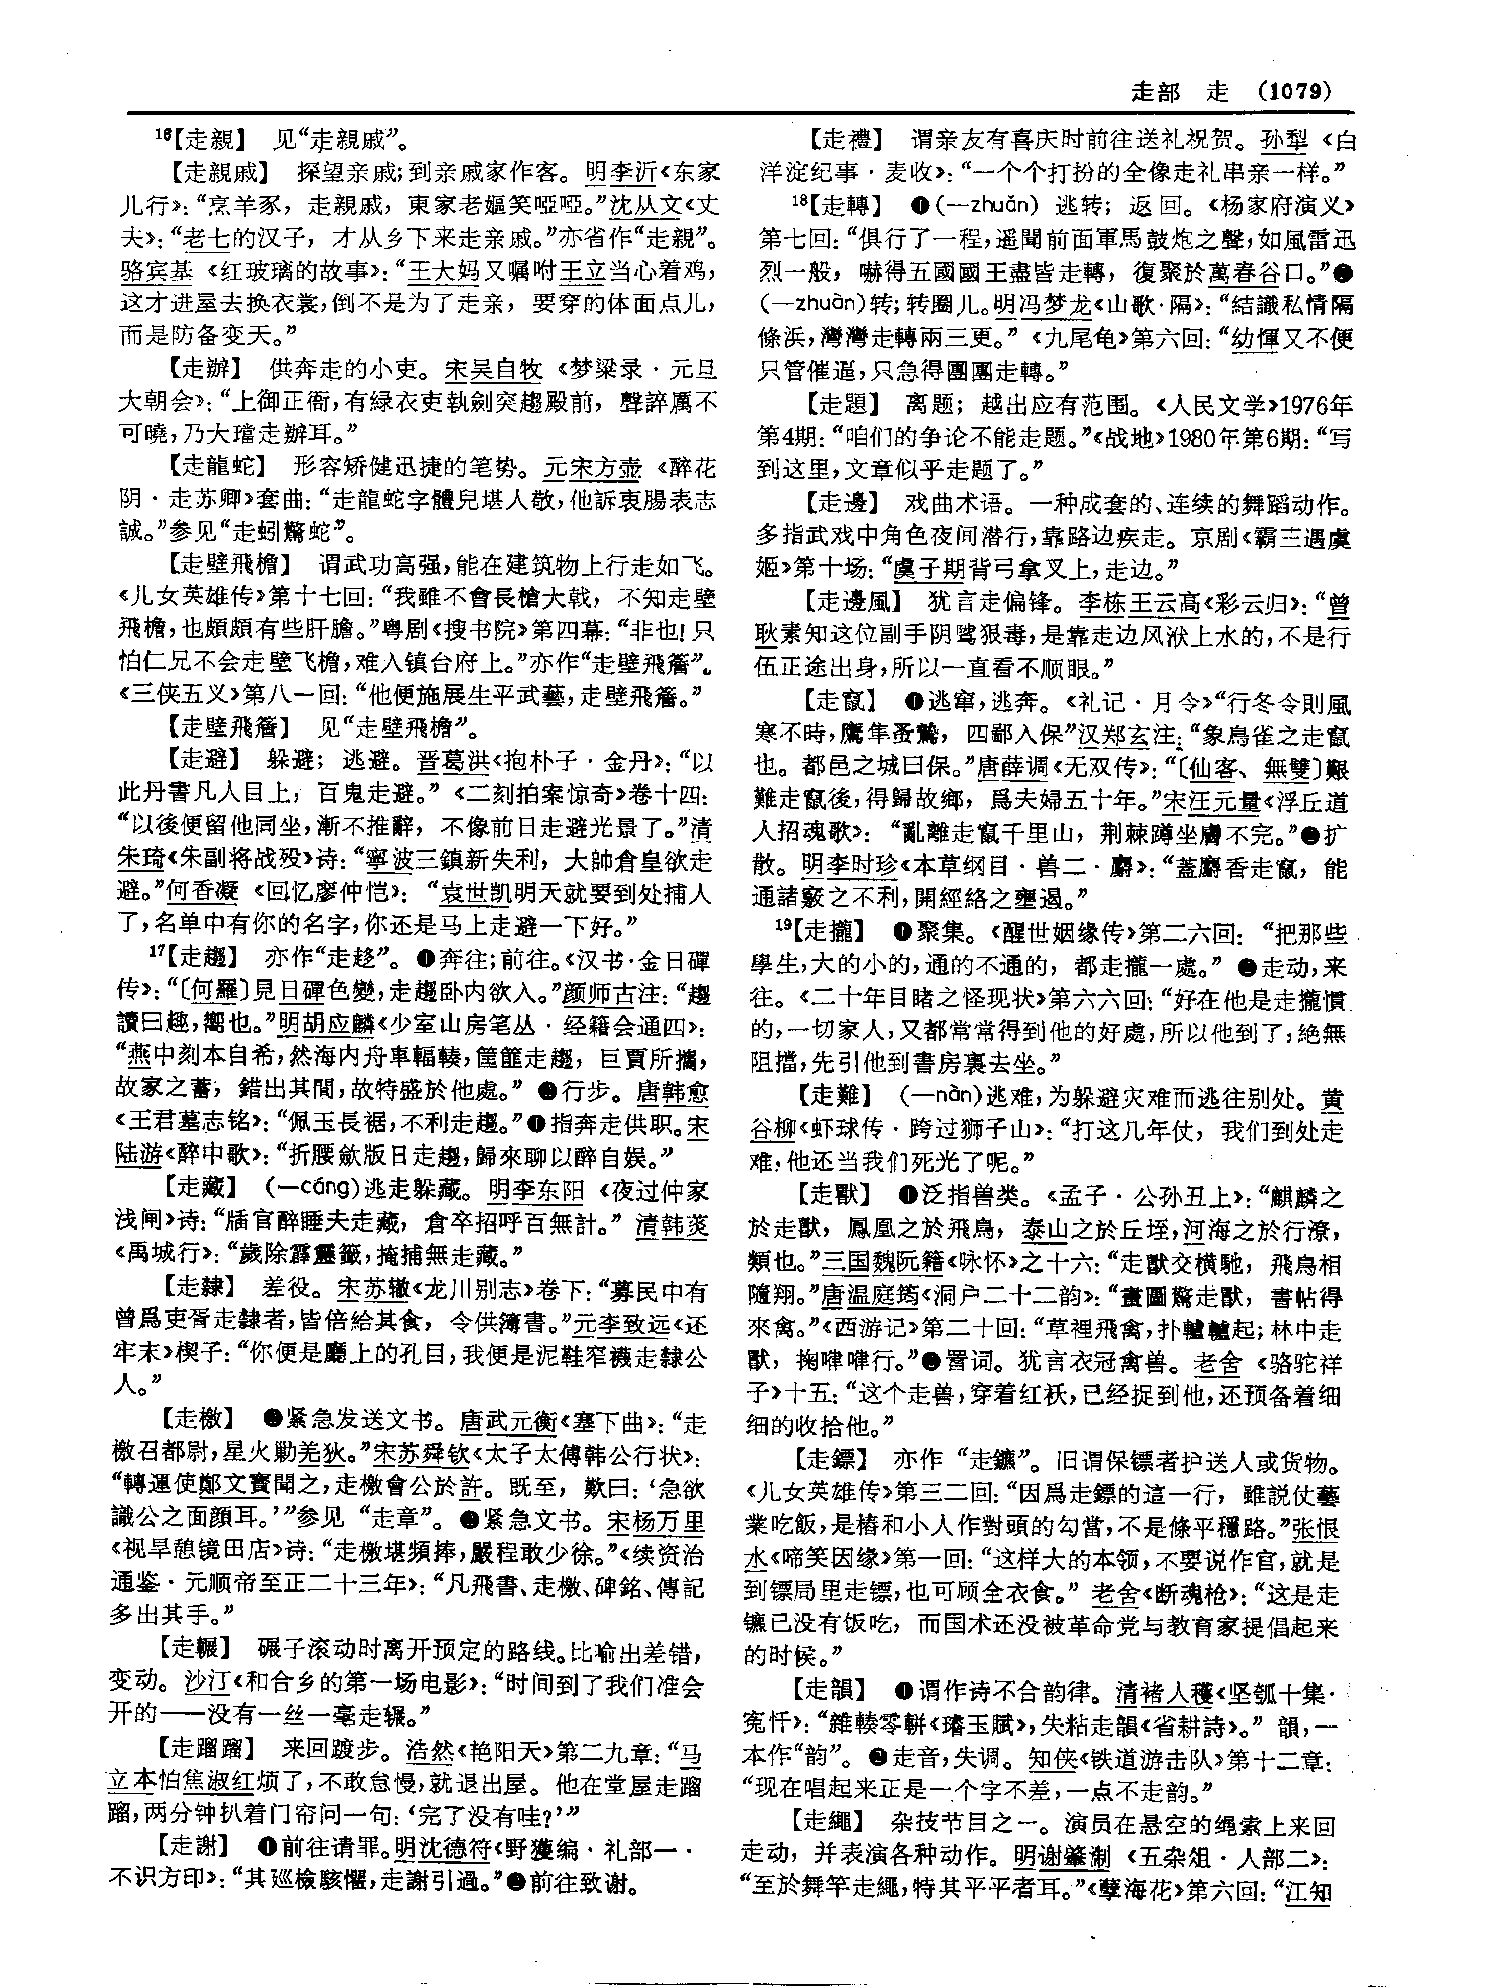 走部　走　(1079)
16【走親】　见“走親戚”。
【走親戚】　探望亲戚;到亲戚家作客。明李沂《东家
儿行》:“烹羊豕，走親戚，東家老嫗笑啞啞。”沈从文《丈
夫》:“老七的汉子，才从乡下来走亲戚。”亦省作“走親”。
骆宾基《红玻璃的故事》:“王大妈又嘱咐王立当心着鸡，
这才进屋去换衣裳，倒不是为了走亲，要穿的体面点儿，
而是防备变天。”
【走辦】　供奔走的小吏。宋吴自牧《梦粱录·元旦
大朝会》:“上御正衙，有緑衣吏執劍突趨殿前，聲誶厲不
可曉，乃大璫走辦耳。”
【走龍蛇】　形容矫健迅捷的笔势。元宋方壶《醉花
阴·走苏卿》套曲:“走龍蛇字體兒堪人敬，他訴衷腸表志
誠。”参见“走蚓驚蛇”。
【走壁飛檐】　谓武功高强，能在建筑物上行走如飞。
《儿女英雄传》第十七回:“我雖不會長槍大戟，不知走壁
飛檐，也頗頗有些肝膽。”粤剧《搜书院》第四幕:“非也!只
怕仁兄不会走壁飞檐，难入镇台府上。”亦作“走壁飛簷”。
《三侠五义》第八一回:“他便施展生平武藝，走壁飛簷。”
【走壁飛簷】　见“走壁飛檐”。
【走避】　躲避；逃避。晋葛洪《抱朴子·金丹》:“以
此丹書凡人目上，百鬼走避。”《二刻拍案惊奇》卷十四:
“以後便留他同坐，漸不推辭，不像前日走避光景了。”清
朱琦《朱副将战殁》诗:“寧波三鎮新失利，大帥倉皇欲走
避。”何香凝《回忆廖仲恺》:“袁世凯明天就要到处捕人
了，名单中有你的名字，你还是马上走避一下好。”
17【走趨】　亦作“走趍”。❶奔往；前往。《汉书·金日磾
传》:“〔何羅〕見日磾色變，走趨卧内欲入。”颜师古注:“趨
讀曰趣，嚮也。”明胡应麟《少室山房笔丛·经籍会通四》:
“燕中刻本自希，然海内舟車輻輳，筐篚走趨，巨賈所攜，
故家之蓄，錯出其間，故特盛於他處。”❷行步。唐韩愈
《王君墓志铭》:“佩玉長裾，不利走趨。”❸指奔走供职。宋
陆游《醉中歌》:“折腰斂版日走趨，歸來聊以醉自娱。”
【走藏】　(—cáng)逃走躲藏。明李东阳《夜过仲家
浅闸》诗:“牐官醉睡夫走藏，倉卒招呼百無計。”清韩菼
《禹城行》:“歲除霹靂籤，掩捕無走藏。”
【走隸】　差役。宋苏辙《龙川别志》卷下:“募民中有
曾爲吏胥走隸者，皆倍給其食，令供簿書。”元李致远《还
牢末》楔子:“你便是廳上的孔目，我便是泥鞋窄襪走隸公
人。”
【走檄】　❶紧急发送文书。唐武元衡《塞下曲》:“走
檄召都尉，星火勦羌狄。”宋苏舜钦《太子太傅韩公行状》:
“轉運使鄭文寶聞之，走檄會公於許。既至，歎曰:‘急欲
識公之面顔耳。’”参见“走章”。❷紧急文书。宋杨万里
《视旱憩镜田店》诗:“走檄堪頻捧，嚴程敢少徐。”《续资治
通鉴·元顺帝至正二十三年》:“凡飛書、走檄、碑銘、傳記
多出其手。”
【走輾】　碾子滚动时离开预定的路线。比喻出差错，
变动。沙汀《和合乡的第一场电影》:“时间到了我们准会
开的——没有一丝一毫走辗。”
【走蹓蹓】　来回踱步。浩然《艳阳天》第二九章:“马
立本怕焦淑红烦了，不敢怠慢，就退出屋。他在堂屋走蹓
蹓，两分钟扒着门帘问一句:‘完了没有哇?’”
【走謝】　❶前往请罪。明沈德符《野獲编·礼部一·
不识方印》:“其巡檢駭懼，走謝引過。”❷前往致谢。
【走禮】　谓亲友有喜庆时前往送礼祝贺。孙犁《白
洋淀纪事·麦收》:“一个个打扮的全像走礼串亲一样。”
18【走轉】　❶(—zhuǎn) 逃转；返回。《杨家府演义》
第七回:“俱行了一程，遥聞前面軍馬鼓炮之聲，如風雷迅
烈一般，嚇得五國國王盡皆走轉，復聚於萬春谷口。”❷
(—zhuàn)转；转圈儿。明冯梦龙《山歌·隔》:“結識私情隔
條浜，灣灣走轉兩三更。”《九尾龟》第六回:“幼惲又不便
只管催逼，只急得團團走轉。”
【走題】　离题；越出应有范围。《人民文学》1976年
第4期:“咱们的争论不能走题。”《战地》1980年第6期:“写
到这里，文章似乎走题了。”
【走邊】　戏曲术语。一种成套的、连续的舞蹈动作。
多指武戏中角色夜间潜行，靠路边疾走。京剧《霸王遇虞
姬》第十场:“虞子期背弓拿叉上，走边。”
【走邊風】　犹言走偏锋。李栋王云高《彩云归》:“曾
耿素知这位副手阴骘狠毒，是靠走边风洑上水的，不是行
伍正途出身，所以一直看不顺眼。”
【走竄】　❶逃窜，逃奔。《礼记·月令》“行冬令則風
寒不時，鷹隼蚤鷙，四鄙入保”汉郑玄注:“象鳥雀之走竄
也。都邑之城曰保。”唐薛调《无双传》:“〔仙客、無雙〕艱
難走竄後，得歸故鄉，爲夫婦五十年。”宋汪元量《浮丘道
人招魂歌》:“亂離走竄千里山，荆棘蹲坐膚不完。”❷扩
散。明李时珍《本草纲目·兽二·麝》:“蓋麝香走竄，能
通諸竅之不利，開經絡之壅遏。”
19【走攏】　❶聚集。《醒世姻缘传》第二六回:“把那些
學生，大的小的，通的不通的，都走攏一處。”❷走动，来
往。《二十年目睹之怪现状》第六六回:“好在他是走攏慣
的，一切家人，又都常常得到他的好處，所以他到了；絶無
阻擋，先引他到書房裏去坐。”
【走難】　(—nàn)逃难，为躲避灾难而逃往别处。黄
谷柳《虾球传·跨过狮子山》:“打这几年仗，我们到处走
难；他还当我们死光了呢。”
【走獸】　❶泛指兽类。《孟子·公孙丑上》:“麒麟之
於走獸，鳳凰之於飛鳥，泰山之於丘垤，河海之於行潦，
類也。”三国魏阮籍《咏怀》之十六:“走獸交横馳，飛鳥相
隨翔。”唐温庭筠《洞户二十二韵》:“畫圖驚走獸，書帖得
來禽。”《西游记》第二十回:“草裡飛禽，扑轤轤起；林中走
獸，掬㗲㗲行。”❷詈词。犹言衣冠禽兽。老舍《骆驼祥
子》十五:“这个走兽，穿着红袄，已经捉到他，还预备着细
细的收拾他。”
【走鏢】　亦作“走鑣”。旧谓保镖者护送人或货物。
《儿女英雄传》第三二回:“因爲走鏢的這一行，雖説仗藝
業吃飯，是樁和小人作對頭的勾當，不是條平穩路。”张恨
水《啼笑因缘》第一回:“这样大的本领，不要说作官，就是
到镖局里走镖，也可顾全衣食。”老舍《断魂枪》:“这是走
镳已没有饭吃，而国术还没被革命党与教育家提倡起来
的时候。”
【走韻】　❶谓作诗不合韵律。清褚人穫《坚瓠十集·
宽忏》:“雜輳零駢《璿玉賦》，失粘走韻《省耕詩》。”韻，一
本作“韵”。❷走音，失调。知侠《铁道游击队》第十二章:
“现在唱起来正是一个字不差，一点不走韵。”
【走繩】　杂技节目之一。演员在悬空的绳索上来回
走动，并表演各种动作。明谢肇淛《五杂俎·人部二》:
“至於舞竿走繩，特其平平者耳。”《孽海花》第六回:“江知